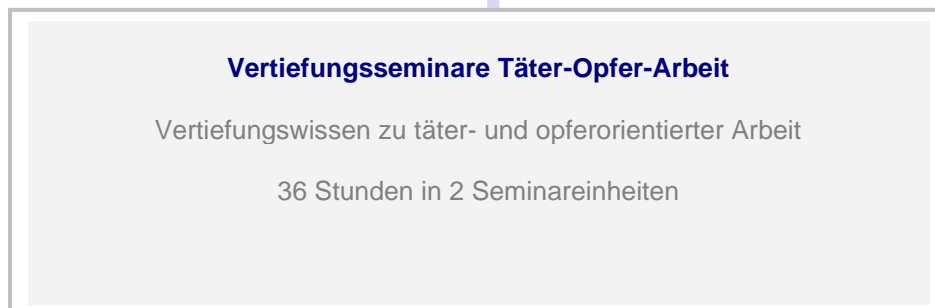 Vertiefungsseminare Täter-Opfer-Arbeit
Vertiefungswissen zu täter- und opferorientierter Arbeit
36 Stunden in 2 Seminareinheiten